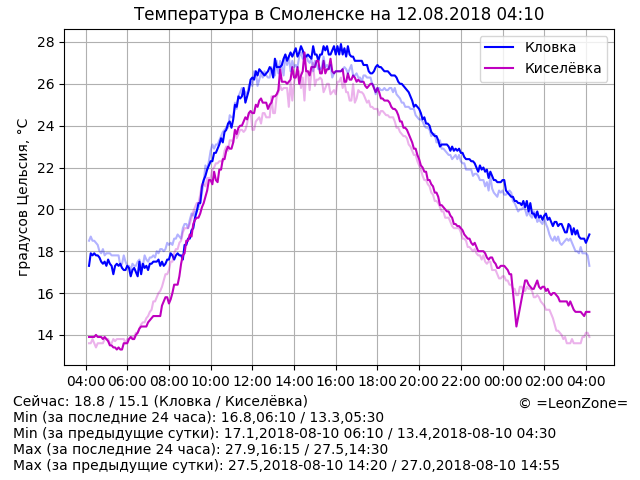 Температура в Смоленске на 12.08.2018 04:10
градусов Цельсия, °C
28
26
24
22
20
18
16
14
Кловка
Киселёвка
04:00 06:00 08:00 10:00 12:00 14:00 16:00 18:00 20:00 22:00 00:00 02:00 04:00
Сейчас: 18.8 / 15.1 (Кловка / Киселёвка)
© =LeonZone=
Min (за последние 24 часа): 16.8,06:10 / 13.3,05:30
Min (за предыдущие сутки): 17.1,2018-08-10 06:10 / 13.4,2018-08-10 04:30
Max (за последние 24 часа): 27.9,16:15 / 27.5,14:30
Max (за предыдущие сутки): 27.5,2018-08-10 14:20 / 27.0,2018-08-10 14:55